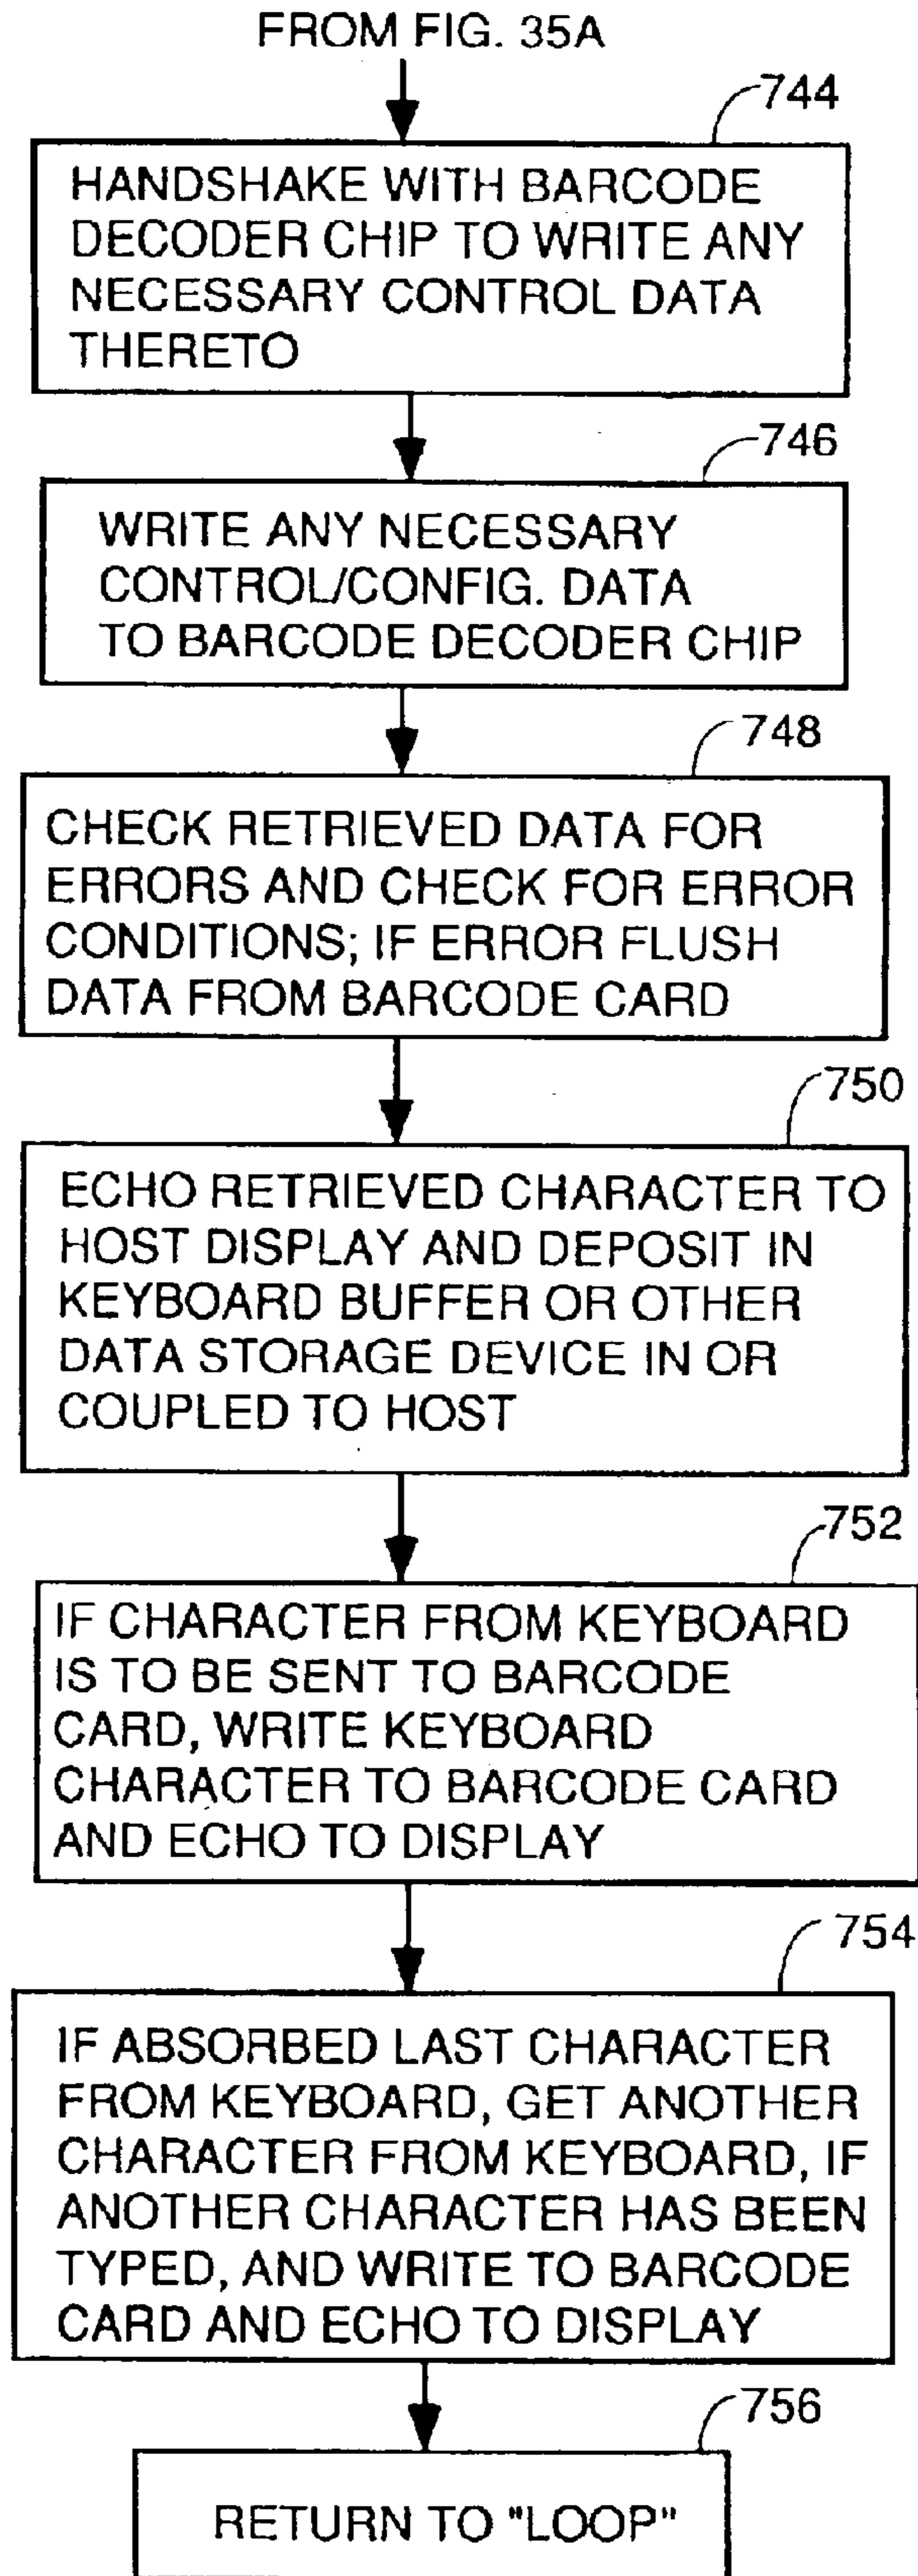 FROM FIG. 35A
744
HANDSHAKE WITH BARCODE
DECODER CHIP TO WRITE ANY
NECESSARY CONTROL DATA
THERETO
746
WRITE ANY NECESSARY
CONTROL/CONFIG. DATA
TO BARCODE DECODER CHIP
748
CHECK RETRIEVED DATA FOR
ERRORS AND CHECK FOR ERROR
CONDITIONS; IF ERROR FLUSH
DATA FROM BARCODE CARD
750
ECHO RETRIEVED CHARACTER TO
HOST DISPLAY AND DEPOSIT IN
KEYBOARD BUFFER OR OTHER
DATA STORAGE DEVICE IN OR
COUPLED TO HOST
752
IF CHARACTER FROM KEYBOARD
IS TO BE SENT TO BARCODE
CARD, WRITE KEYBOARD
CHARACTER TO BARCODE CARD
AND ECHO TO DISPLAY
754
IF ABSORBED LAST CHARACTER
FROM KEYBOARD, GET ANOTHER
CHARACTER FROM KEYBOARD, IF
ANOTHER CHARACTER HAS BEEN
TYPED, AND WRITE TO BARCODE
CARD AND ECHO TO DISPLAY
756
RETURN TO "LOOP"